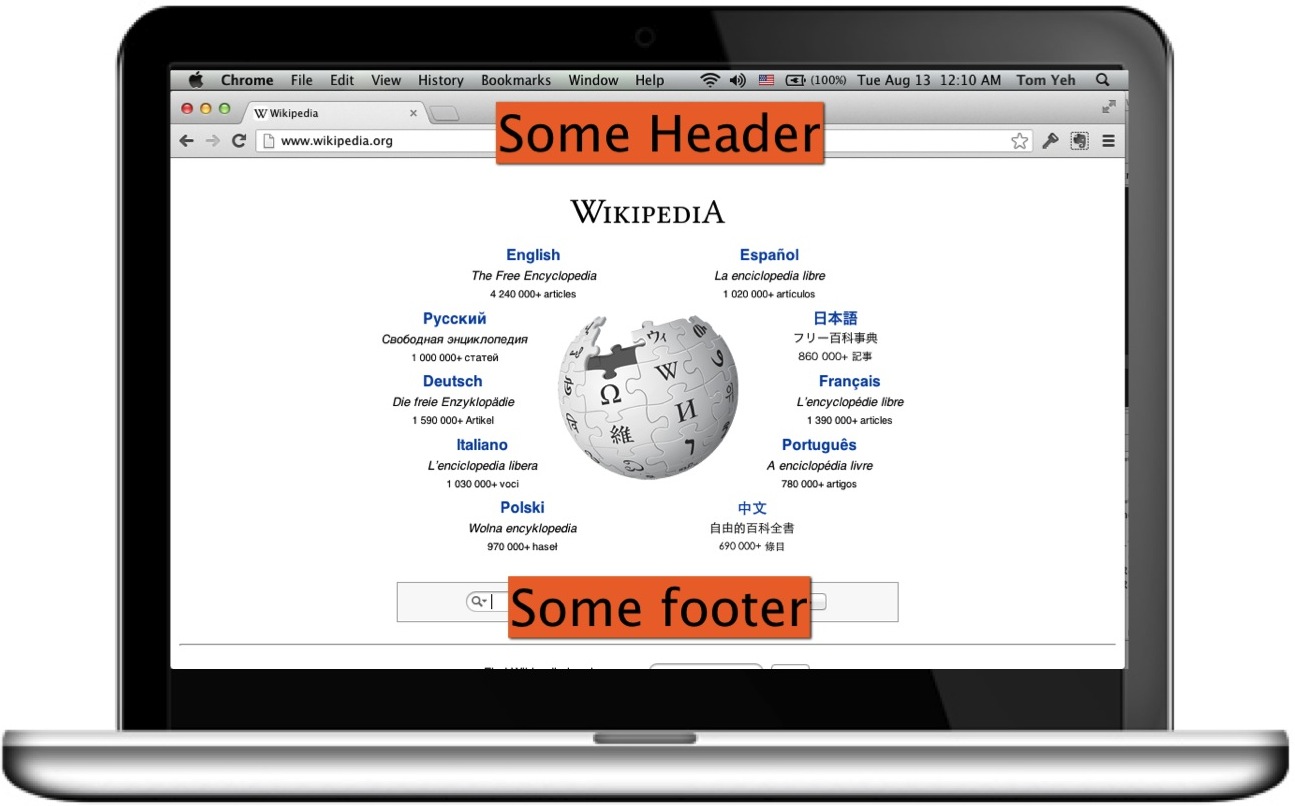 Chrome File Edit View History Bookmarks Window Help (100%) Tue Aug 13 12:10 AM Tom Yeh
Wikipedia
www.wikipedia.org
Some Header
WIKIPEDIA
English
The Free Encyclopedia
4 240 000+ articles
Español
La enciclopedia libre
1 020 000+ artículos
Русский
Свободная энциклопедия
1 000 000+ статей
日本語
フリー百科事典
860 000+ 記事
Deutsch
Die freie Enzyklopädie
1 590 000+ Artikel
Français
L'encyclopédie libre
1 390 000+ articles
Italiano
L'enciclopedia libera
1 030 000+ voci
Português
A enciclopédia livre
780 000+ artigos
Polski
Wolna encyklopedia
970 000+ haseł
中文
自由的百科全書
690 000+ 條目
Ω W И 維 ウィ
Some footer